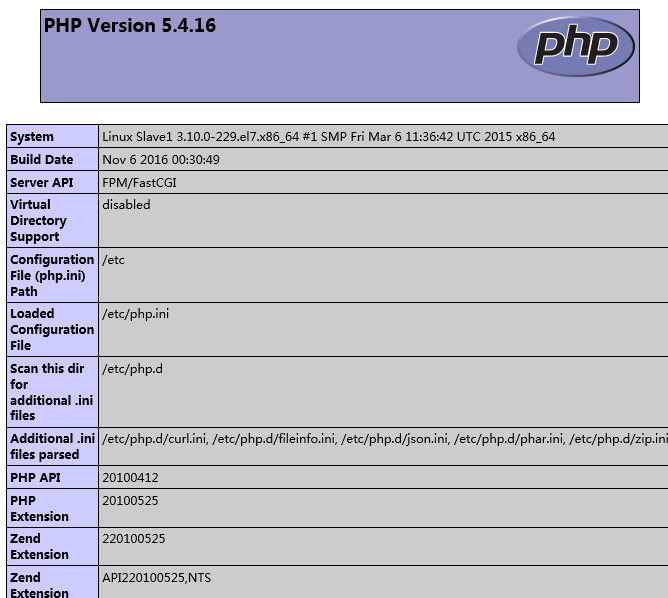 PHP Version 5.4.16
php
System
Linux Slave1 3.10.0-229.el7.x86_64 #1 SMP Fri Mar 6 11:36:42 UTC 2015 x86_64
Build Date
Nov 6 2016 00:30:49
Server API
FPM/FastCGI
Virtual
Directory
Support
disabled
Configuration
File (php.ini)
Path
/etc
Loaded
Configuration
File
/etc/php.ini
Scan this dir
for
additional .ini
files
/etc/php.d
Additional .ini
files parsed
/etc/php.d/curl.ini, /etc/php.d/fileinfo.ini, /etc/php.d/json.ini, /etc/php.d/phar.ini, /etc/php.d/zip.ini
PHP API
20100412
PHP
Extension
20100525
Zend
Extension
220100525
Zend
Extension
API220100525,NTS